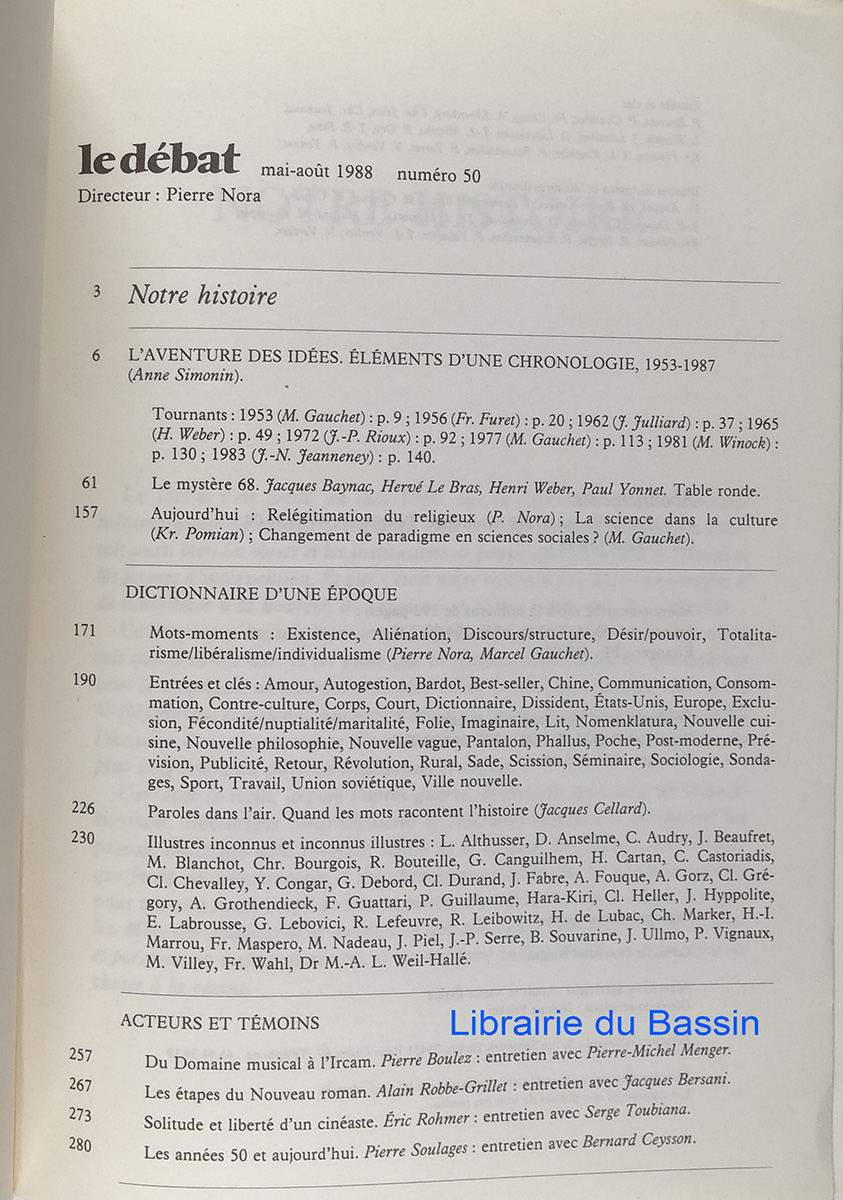 le débat mai-août 1988 numéro 50
Directeur : Pierre Nora
3 Notre histoire
6 L'AVENTURE DES IDÉES. ÉLÉMENTS D'UNE CHRONOLOGIE, 1953-1987
(Anne Simonin).
Tournants : 1953 (M. Gauchet) : p. 9 ; 1956 (Fr. Furet) : p. 20 ; 1962 (J. Julliard) : p. 37 ; 1965
(H. Weber) : p. 49 ; 1972 (J.-P. Rioux) : p. 92 ; 1977 (M. Gauchet) : p. 113 ; 1981 (M. Winock) :
p. 130 ; 1983 (J.-N. Jeanneney) : p. 140.
61 Le mystère 68. Jacques Baynac, Hervé Le Bras, Henri Weber, Paul Yonnet. Table ronde.
157 Aujourd'hui : Relégitimation du religieux (P. Nora) ; La science dans la culture
(Kr. Pomian) ; Changement de paradigme en sciences sociales ? (M. Gauchet).
DICTIONNAIRE D'UNE ÉPOQUE
171 Mots-moments : Existence, Aliénation, Discours/structure, Désir/pouvoir, Totalita-
risme/libéralisme/individualisme (Pierre Nora, Marcel Gauchet).
190 Entrées et clés : Amour, Autogestion, Bardot, Best-seller, Chine, Communication, Consom-
mation, Contre-culture, Corps, Court, Dictionnaire, Dissident, États-Unis, Europe, Exclu-
sion, Fécondité/nuptialité/maritalité, Folie, Imaginaire, Lit, Nomenklatura, Nouvelle cui-
sine, Nouvelle philosophie, Nouvelle vague, Pantalon, Phallus, Poche, Post-moderne, Pré-
vision, Publicité, Retour, Révolution, Rural, Sade, Scission, Séminaire, Sociologie, Sonda-
ges, Sport, Travail, Union soviétique, Ville nouvelle.
226 Paroles dans l'air. Quand les mots racontent l'histoire (Jacques Cellard).
230 Illustres inconnus et inconnus illustres : L. Althusser, D. Anselme, C. Audry, J. Beaufret,
M. Blanchot, Chr. Bourgois, R. Bouteille, G. Canguilhem, H. Cartan, C. Castoriadis,
Cl. Chevalley, Y. Congar, G. Debord, Cl. Durand, J. Fabre, A. Fouque, A. Gorz, Cl. Gré-
gory, A. Grothendieck, F. Guattari, P. Guillaume, Hara-Kiri, Cl. Heller, J. Hyppolite,
E. Labrousse, G. Lebovici, R. Lefeuvre, R. Leibowitz, H. de Lubac, Ch. Marker, H.-I.
Marrou, Fr. Maspero, M. Nadeau, J. Piel, J.-P. Serre, B. Souvarine, J. Ullmo, P. Vignaux,
M. Villey, Fr. Wahl, Dr M.-A. L. Weil-Hallé.
ACTEURS ET TÉMOINS
Librairie du Bassin
257 Du Domaine musical à l'Ircam. Pierre Boulez : entretien avec Pierre-Michel Menger.
267 Les étapes du Nouveau roman. Alain Robbe-Grillet : entretien avec Jacques Bersani.
273 Solitude et liberté d'un cinéaste. Éric Rohmer : entretien avec Serge Toubiana.
280 Les années 50 et aujourd'hui. Pierre Soulages : entretien avec Bernard Ceysson.